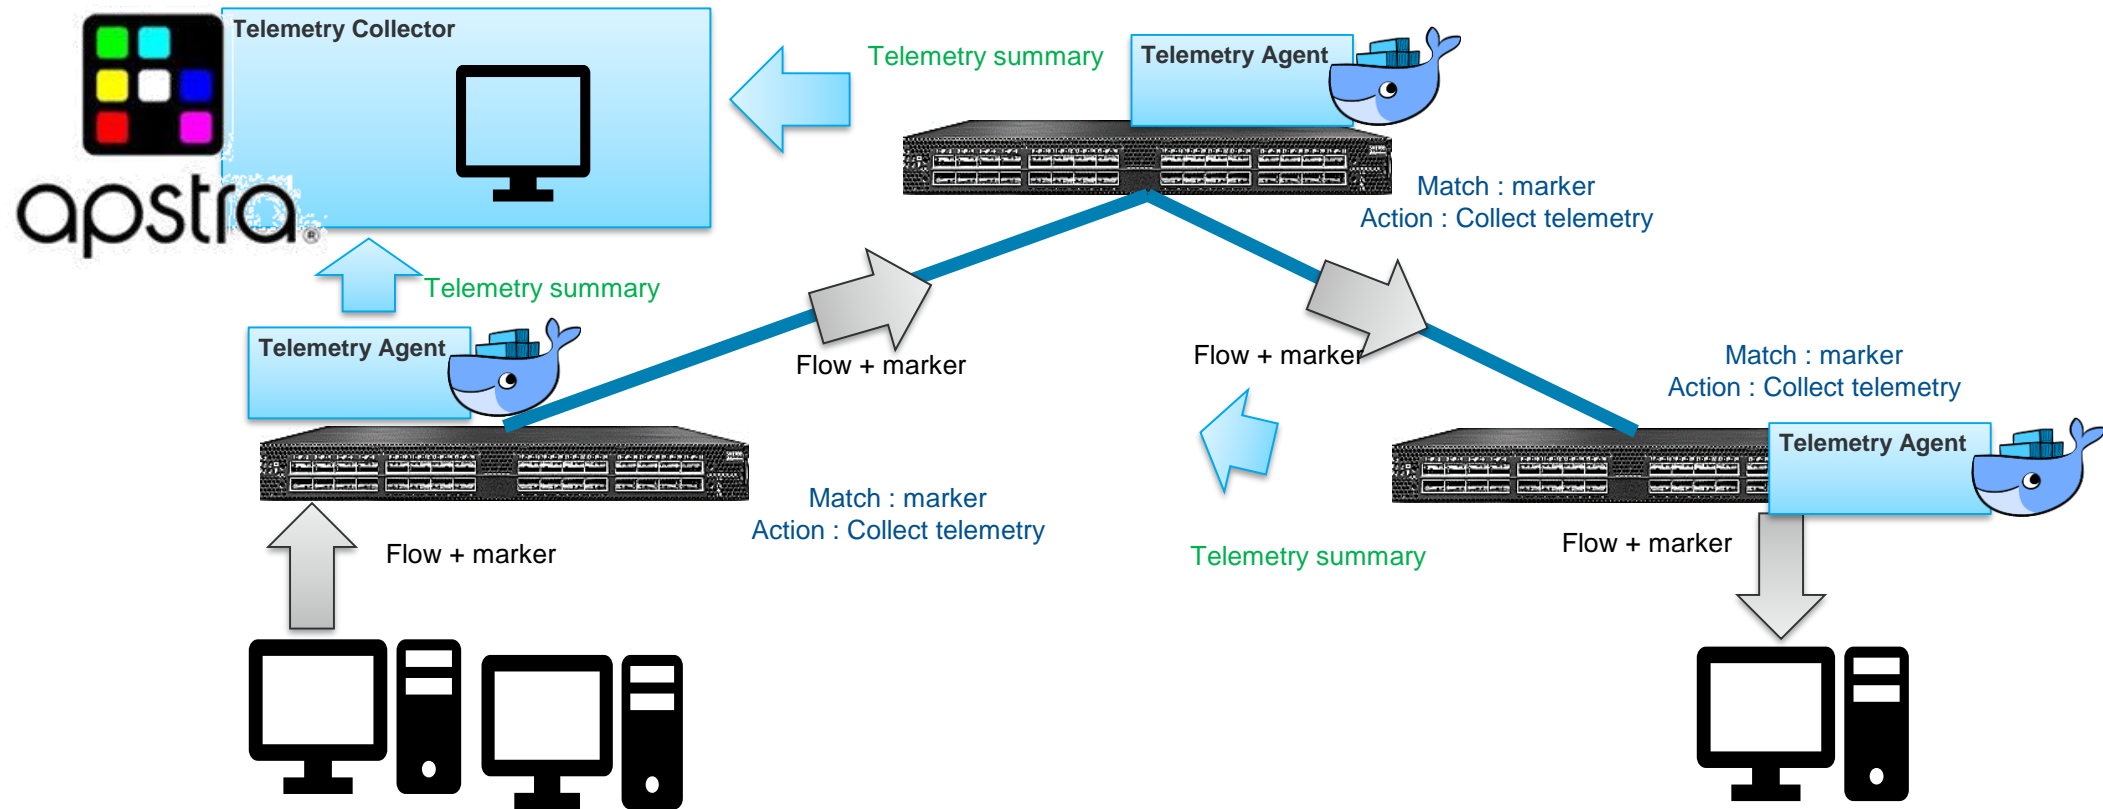 Telemetry Collector
apstra®
Telemetry summary
Telemetry Agent
Match : marker
Action : Collect telemetry
Telemetry summary
Telemetry Agent
Flow + marker
Flow + marker
Match : marker
Action : Collect telemetry
Telemetry Agent
Match : marker
Action : Collect telemetry
Flow + marker
Telemetry summary
Flow + marker